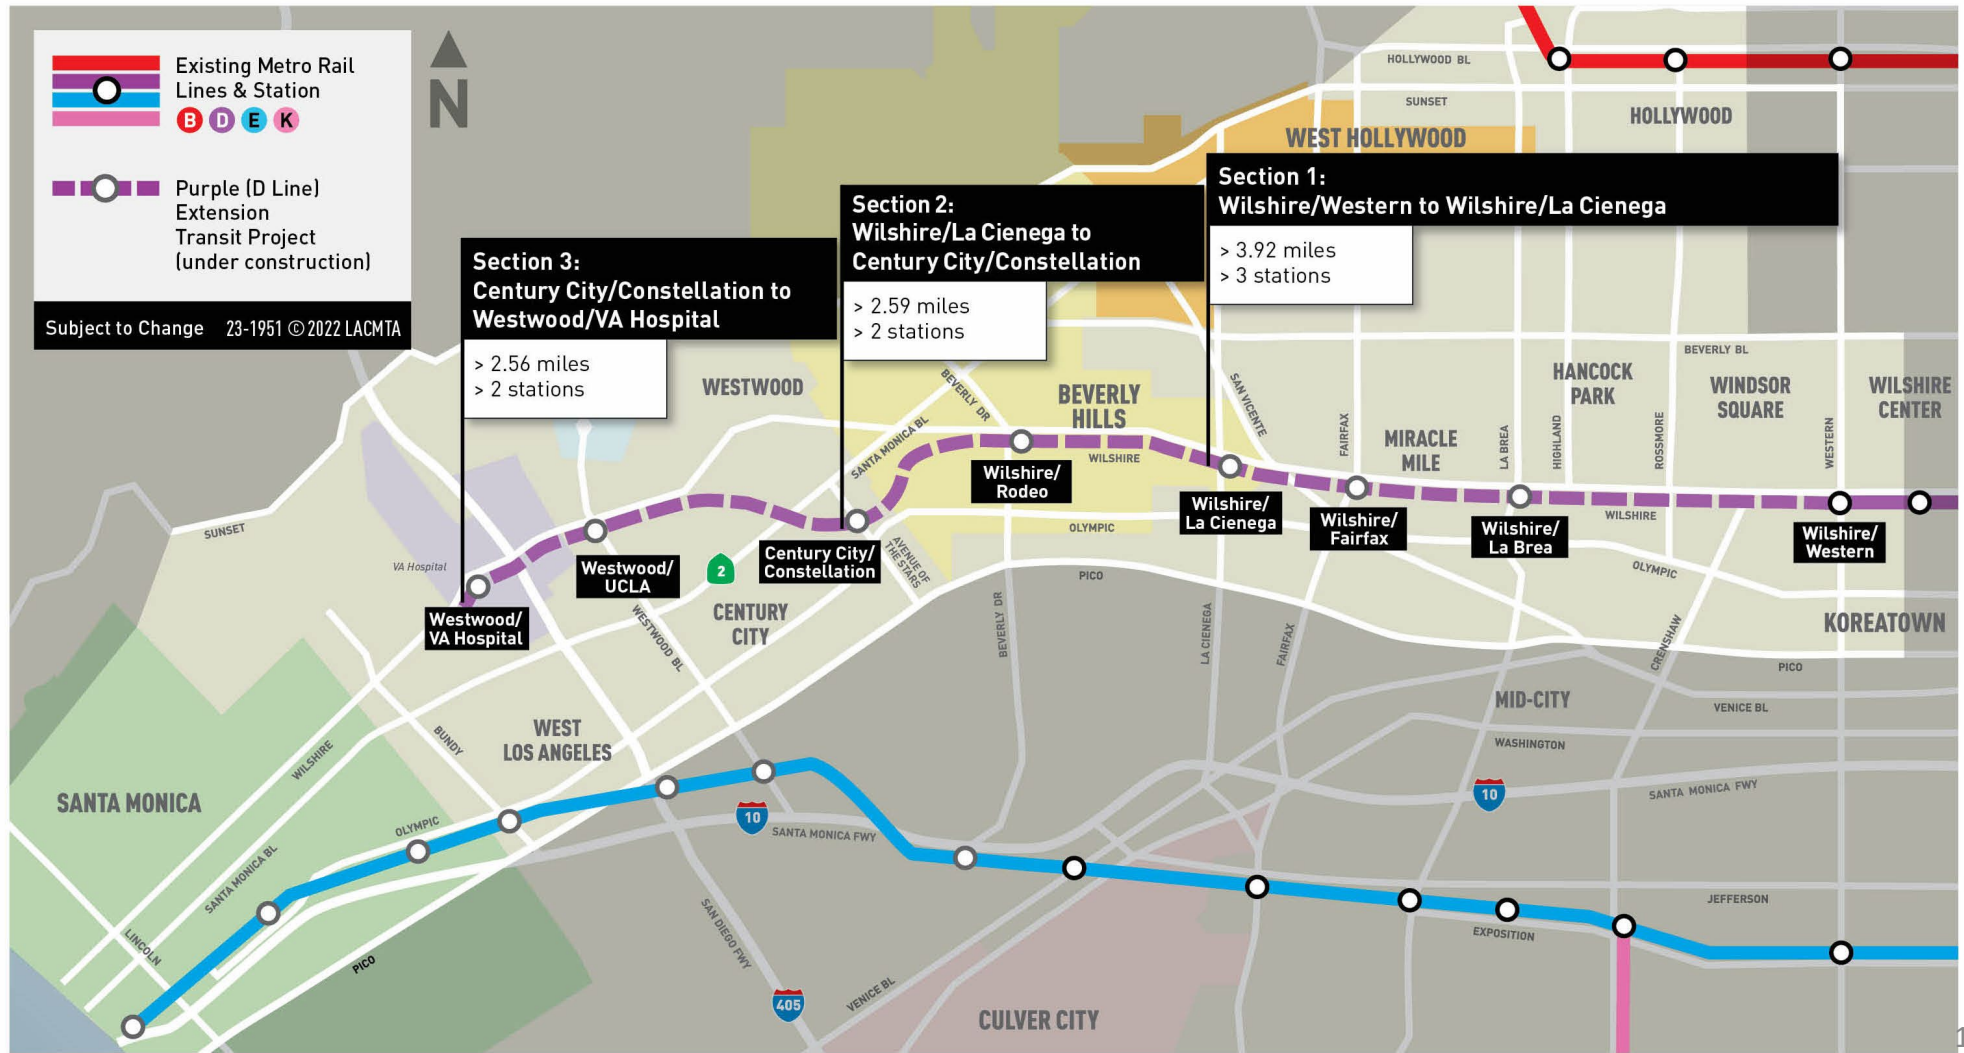 Existing Metro Rail
Lines & Station
B D E K
Purple (D Line)
Extension
Transit Project
(under construction)
Subject to Change 23-1951 © 2022 LACMTA
N
Section 3:
Century City/Constellation to
Westwood/VA Hospital
> 2.56 miles
> 2 stations
Section 2:
Wilshire/La Cienega to
Century City/Constellation
> 2.59 miles
> 2 stations
Section 1:
Wilshire/Western to Wilshire/La Cienega
> 3.92 miles
> 3 stations
HOLLYWOOD BL
SUNSET
HOLLYWOOD
WEST HOLLYWOOD
BEVERLY BL
WESTWOOD
BEVERLY DR
BEVERLY
HILLS
SAN VICENTE
HANCOCK
PARK
WINDSOR
SQUARE
WILSHIRE
CENTER
SANTA MONICA BL
FAIRFAX
MIRACLE
MILE
LA BREA
HIGHLAND
ROSSMORE
WESTERN
WILSHIRE
Wilshire/
Rodeo
Wilshire/
La Cienega
Wilshire/
Fairfax
Wilshire/
La Brea
WILSHIRE
Wilshire/
Western
SUNSET
VA Hospital
Westwood/
VA Hospital
Westwood/
UCLA
2
Century City/
Constellation
AVENUE OF
THE STARS
OLYMPIC
PICO
OLYMPIC
CENTURY
CITY
WESTWOOD BL
BEVERLY DR
LA CIENEGA
FAIRFAX
CRENSHAW
KOREATOWN
PICO
MID-CITY
VENICE BL
WASHINGTON
WEST
LOS ANGELES
BUNDY
WILSHIRE
SANTA MONICA
OLYMPIC
10
SANTA MONICA FWY
10
SANTA MONICA FWY
SANTA MONICA BL
LINCOLN
PICO
SAN DIEGO FWY
405
VENICE BL
CULVER CITY
EXPOSITION
JEFFERSON
1